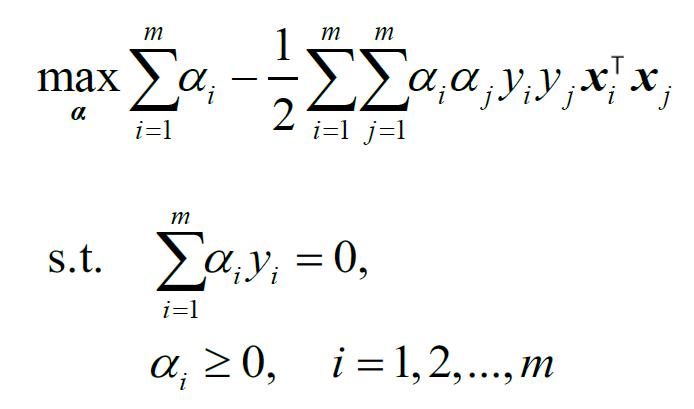 max_α ∑_{i=1}^{m} α_i − 1/2 ∑_{i=1}^{m} ∑_{j=1}^{m} α_i α_j y_i y_j x_i^⊤ x_j
s.t. ∑_{i=1}^{m} α_i y_i = 0,
α_i ≥ 0, i = 1,2,...,m